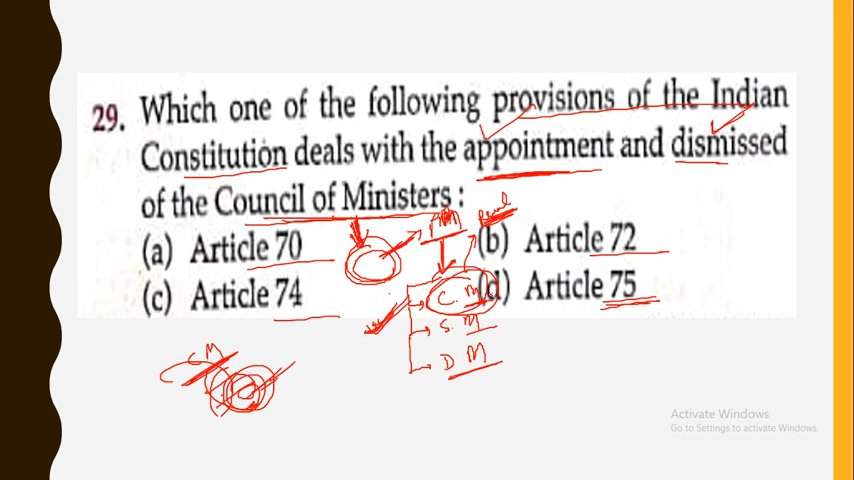 29. Which one of the following provisions of the Indian
Constitution deals with the appointment and dismissed
of the Council of Ministers :
(a) Article 70 (b) Article 72
(c) Article 74 (d) Article 75
PM
C. M
S. M
D M
C M
Activate Windows
Go to Settings to activate Windows.